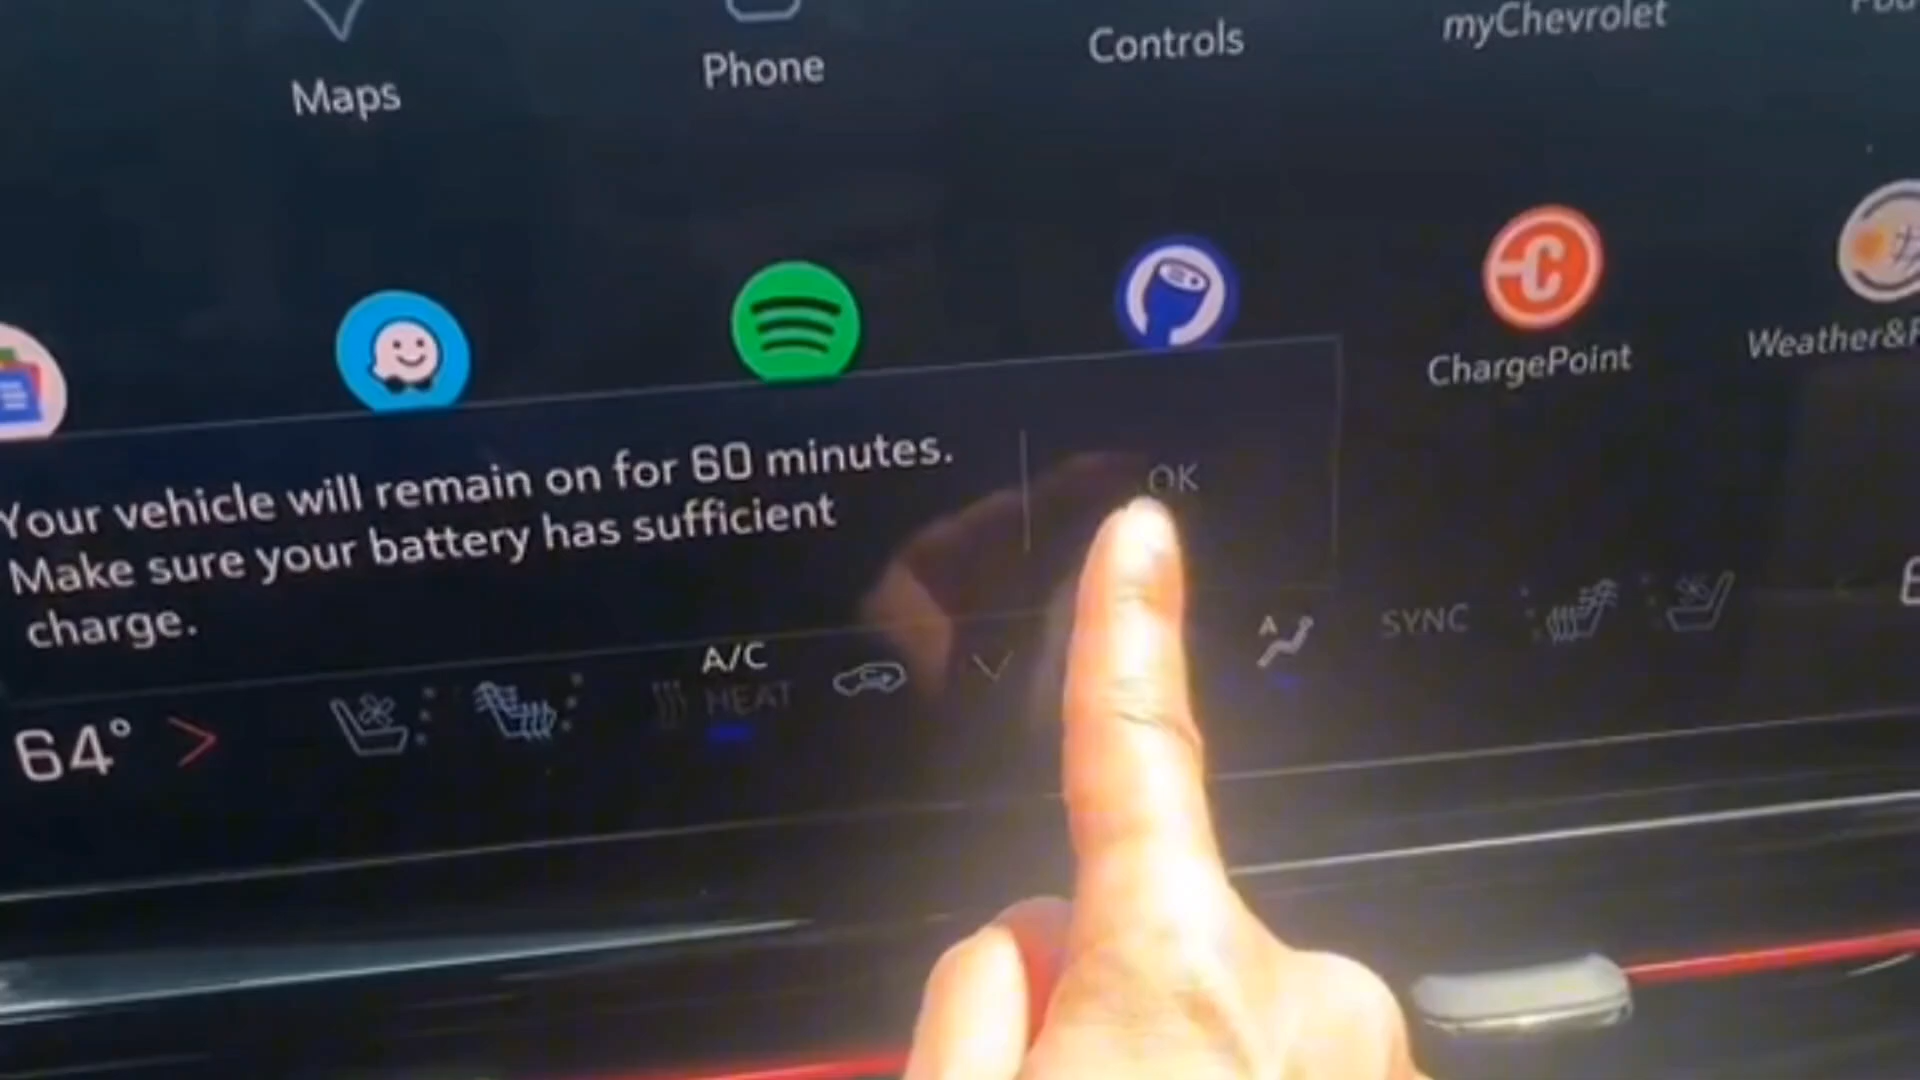 Maps
Phone
Controls
myChevrolet
ChargePoint
Your vehicle will remain on for 60 minutes.
Make sure your battery has sufficient
charge.
OK
64°
A/C
HEAT
A
SYNC